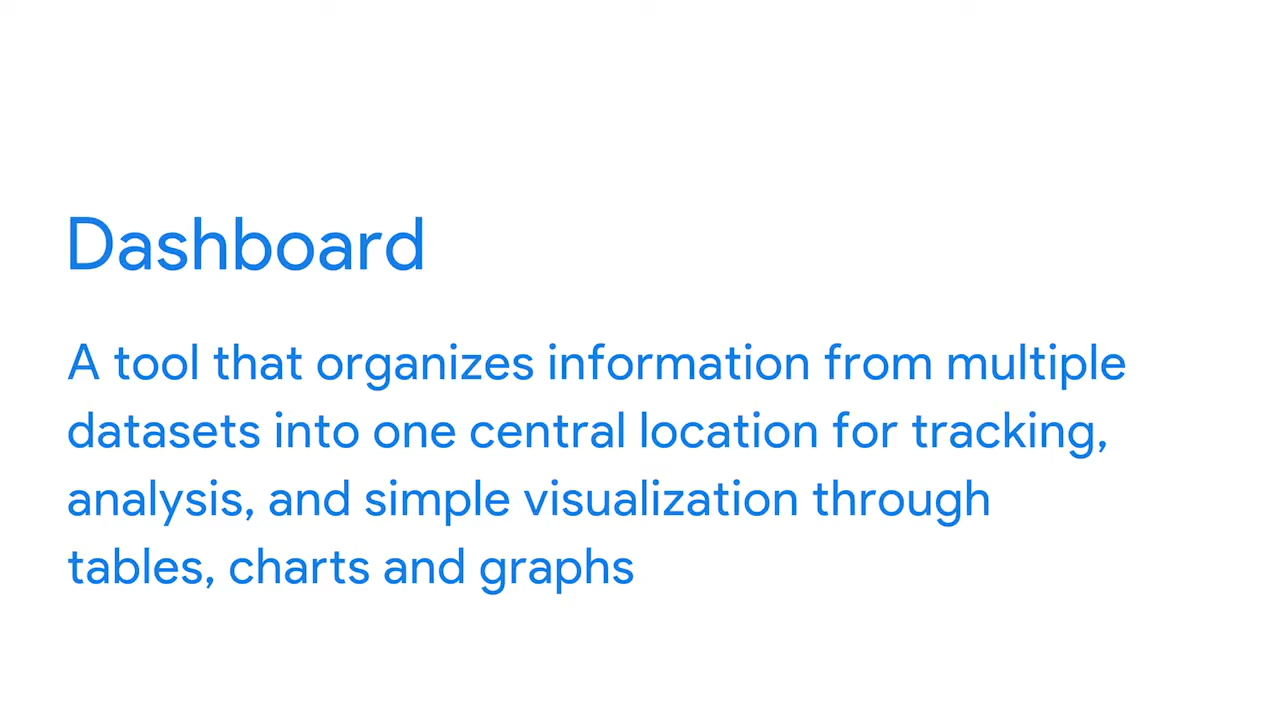 Dashboard
A tool that organizes information from multiple
datasets into one central location for tracking,
analysis, and simple visualization through
tables, charts and graphs